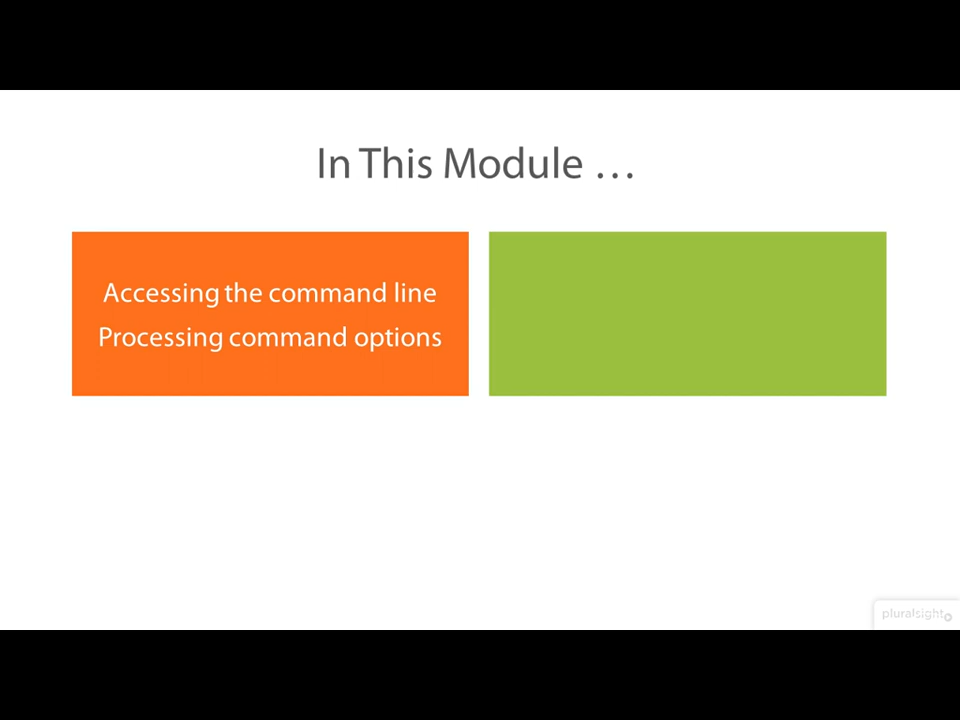 In This Module ...
Accessing the command line
Processing command options
pluralsight